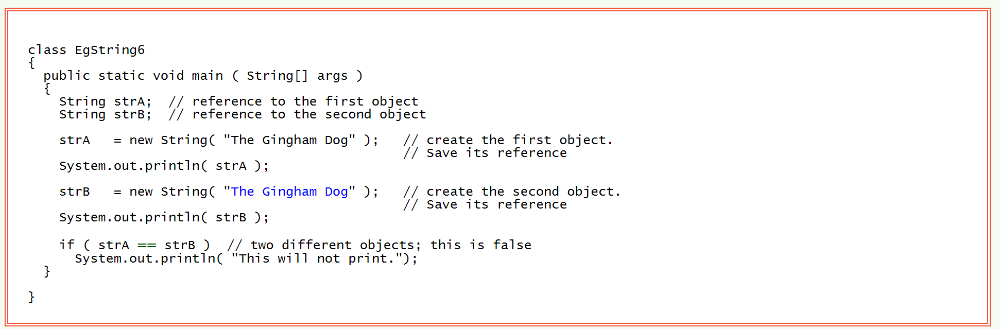 class EgString6
{
  public static void main ( String[] args )
  {
    String strA;  // reference to the first object
    String strB;  // reference to the second object

    strA   = new String( "The Gingham Dog" );   // create the first object.
                                                // Save its reference
    System.out.println( strA );

    strB   = new String( "The Gingham Dog" );   // create the second object.
                                                // Save its reference
    System.out.println( strB );

    if ( strA == strB )  // two different objects; this is false
      System.out.println( "This will not print.");
  }

}